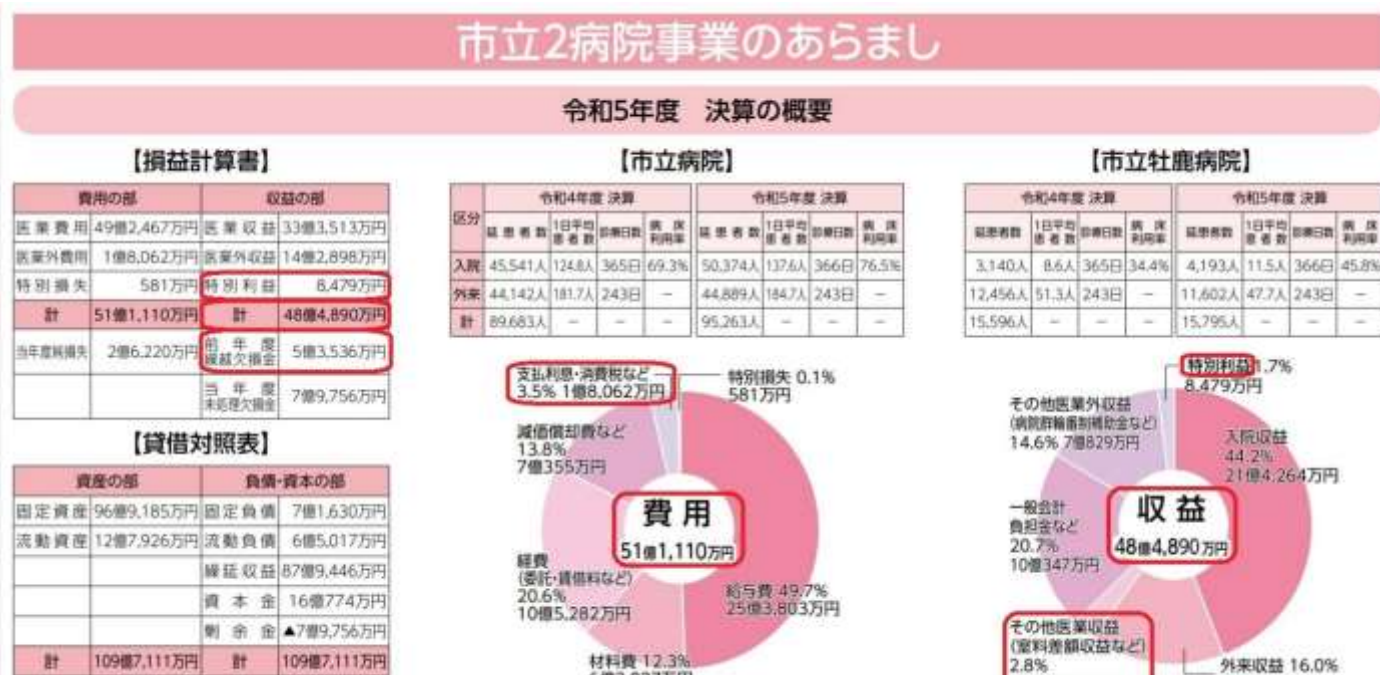 市立2病院事業のあらまし
令和5年度 決算の概要
【損益計算書】
費用の部 収益の部
医業費用 49億2,467万円 医業収益 33億3,513万円
医業外費用 1億8,062万円 医業外収益 14億2,898万円
特別損失 581万円 特別利益 8,479万円
計 51億1,110万円 計 48億4,890万円
当年度純損失 2億6,220万円 前年度繰越欠損金 5億3,536万円
当年度未処理欠損金 7億9,756万円
【貸借対照表】
資産の部 負債・資本の部
固定資産 96億9,185万円 固定負債 7億1,630万円
流動資産 12億7,926万円 流動負債 6億5,017万円
繰延収益 87億9,446万円
資本金 16億774万円
剰余金 ▲7億9,756万円
計 109億7,111万円 計 109億7,111万円
【市立病院】
区分 令和4年度 決算 令和5年度 決算
延患者数 1日平均患者数 診療日数 病床利用率 延患者数 1日平均患者数 診療日数 病床利用率
入院 45,541人 124.8人 365日 69.3% 50,374人 137.6人 366日 76.5%
外来 44,142人 181.7人 243日 － 44,889人 184.7人 243日 －
計 89,683人 － － － 95,263人 － － －
【市立牡鹿病院】
令和4年度 決算 令和5年度 決算
延患者数 1日平均患者数 診療日数 病床利用率 延患者数 1日平均患者数 診療日数 病床利用率
3,140人 8.6人 365日 34.4% 4,193人 11.5人 366日 45.8%
12,456人 51.3人 243日 － 11,602人 47.7人 243日 －
15,596人 － － － 15,795人 － － －
支払利息・消費税など
3.5% 1億8,062万円
特別損失 0.1%
581万円
減価償却費など
13.8%
7億355万円
費用
51億1,110万円
経費
(委託・賃借料など)
20.6%
10億5,282万円
給与費 49.7%
25億3,803万円
材料費 12.3%
特別利益 1.7%
8,479万円
その他医業外収益
(病院群輪番制補助金など)
14.6% 7億829万円
入院収益
44.2%
21億4,264万円
収益
48億4,890万円
一般会計
負担金など
20.7%
10億347万円
その他医業収益
(室料差額収益など)
2.8%
外来収益 16.0%